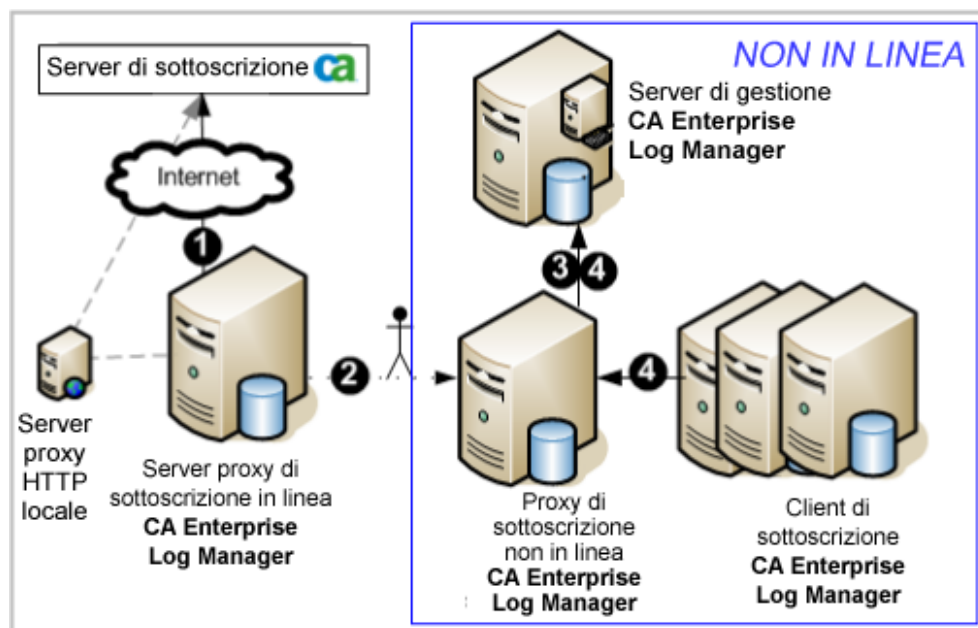 Server di sottoscrizione ca
NON IN LINEA
Server di gestione
CA Enterprise
Log Manager
Internet
1
3 4
2
4
Server
proxy
HTTP
locale
Server proxy di
sottoscrizione in linea
CA Enterprise
Log Manager
Proxy di
sottoscrizione
non in linea
CA Enterprise
Log Manager
Client di
sottoscrizione
CA Enterprise
Log Manager